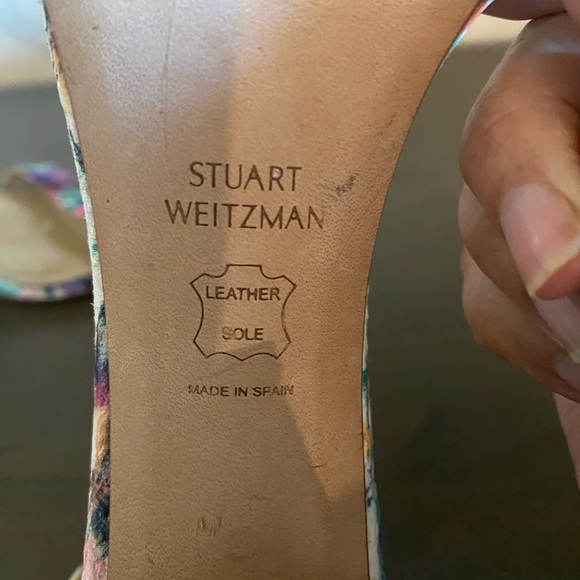 STUART
WEITZMAN
LEATHER
SOLE
MADE IN SPAIN